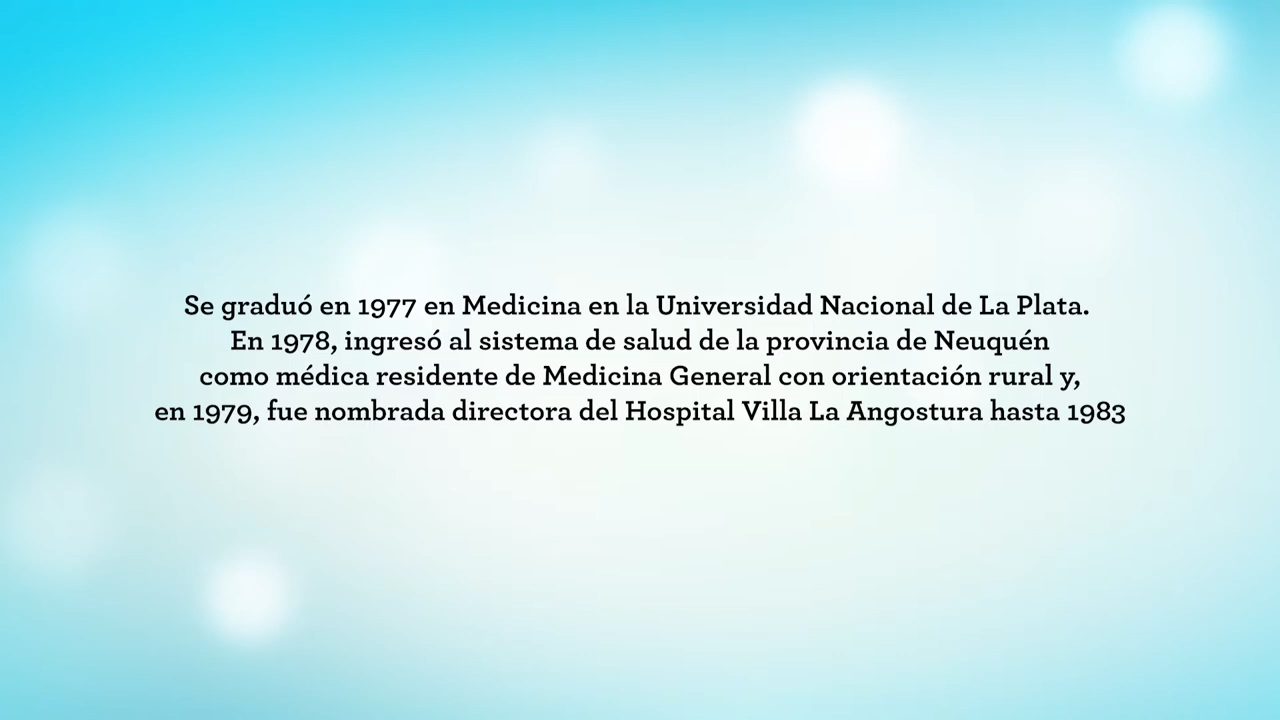 Se graduó en 1977 en Medicina en la Universidad Nacional de La Plata.
En 1978, ingresó al sistema de salud de la provincia de Neuquén
como médica residente de Medicina General con orientación rural y,
en 1979, fue nombrada directora del Hospital Villa La Angostura hasta 1983